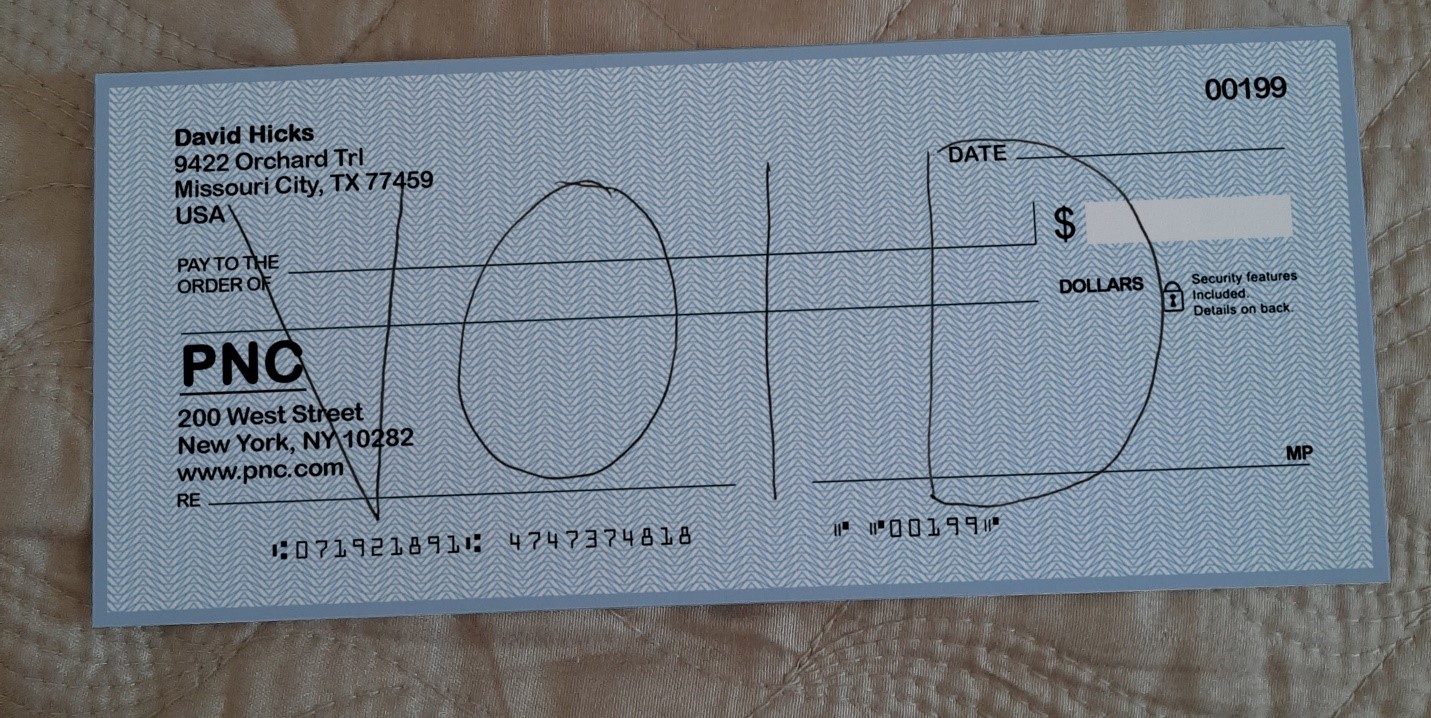 00199
David Hicks
9422 Orchard Trl
Missouri City, TX 77459
USA
DATE
VOID
PAY TO THE
ORDER OF
$
DOLLARS
Security features
Included.
Details on back.
PNC
200 West Street
New York, NY 10282
www.pnc.com
RE
MP
⑆071921891⑆ 4747374818 ⑈ ⑈00199⑈